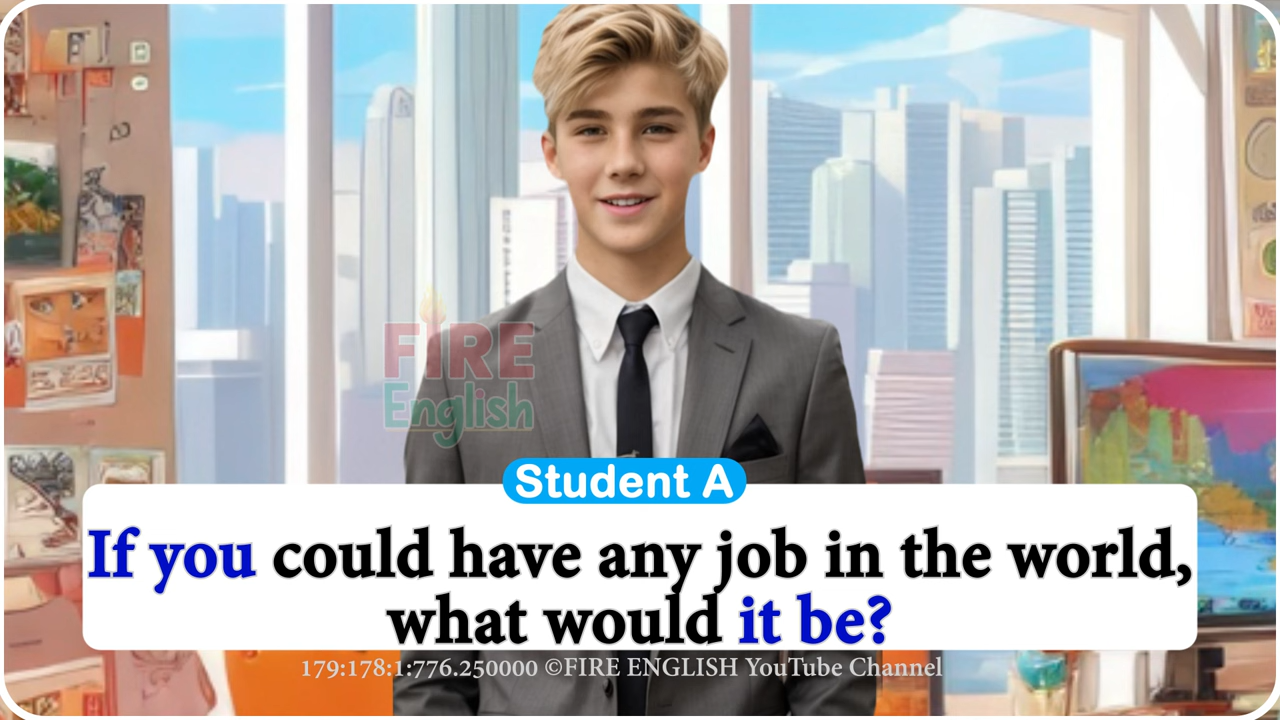 FIRE
English
Student A
If you could have any job in the world,
what would it be?
179:178:1:776.250000 ©FIRE ENGLISH YouTube Channel